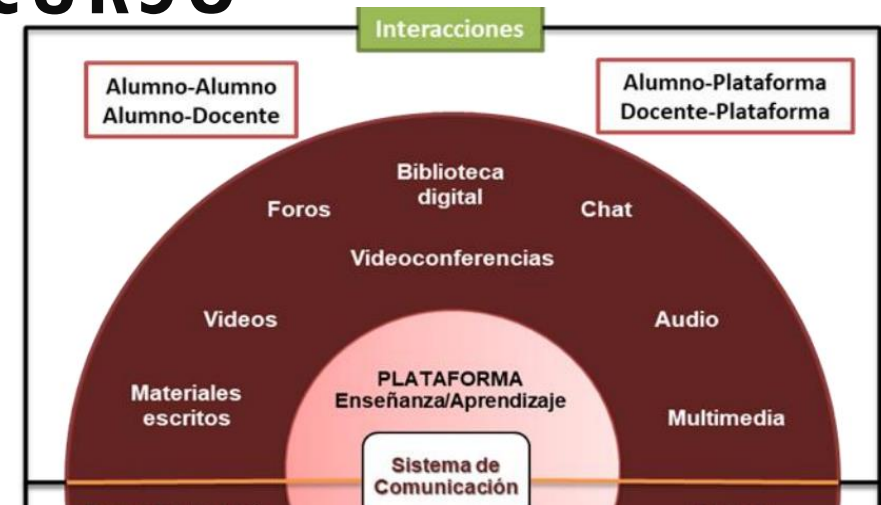 Interacciones
Alumno-Alumno
Alumno-Docente
Alumno-Plataforma
Docente-Plataforma
Biblioteca
digital
Foros
Chat
Videoconferencias
Videos
Audio
PLATAFORMA
Enseñanza/Aprendizaje
Materiales
escritos
Multimedia
Sistema de
Comunicación